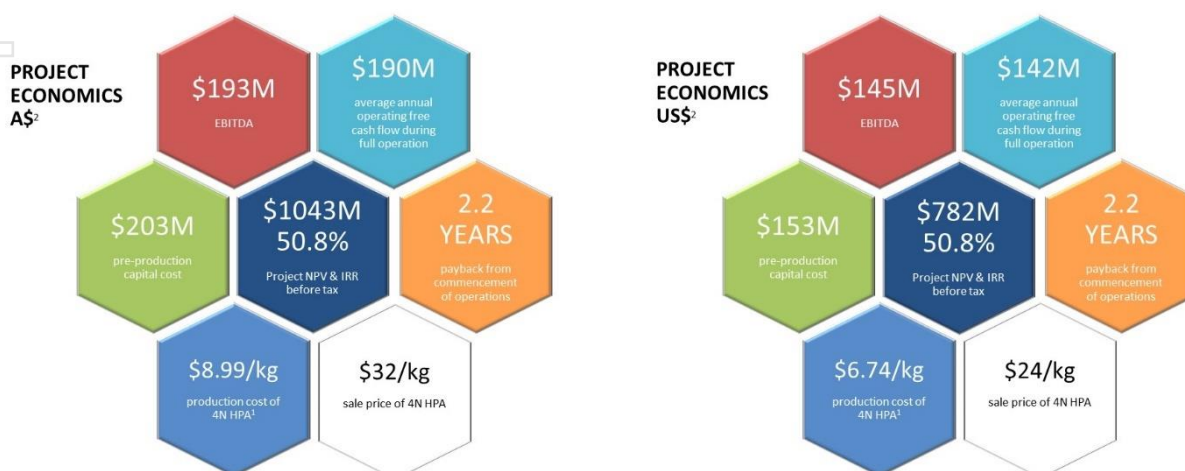 PROJECT
ECONOMICS
A$²
$193M
EBITDA
$190M
average annual
operating free
cash flow during
full operation
$203M
pre-production
capital cost
$1043M
50.8%
Project NPV & IRR
before tax
2.2
YEARS
payback from
commencement
of operations
$8.99/kg
production cost of
4N HPA¹
$32/kg
sale price of 4N HPA
PROJECT
ECONOMICS
US$²
$145M
EBITDA
$142M
average annual
operating free
cash flow during
full operation
$153M
pre-production
capital cost
$782M
50.8%
Project NPV & IRR
before tax
2.2
YEARS
payback from
commencement
of operations
$6.74/kg
production cost of
4N HPA¹
$24/kg
sale price of 4N HPA